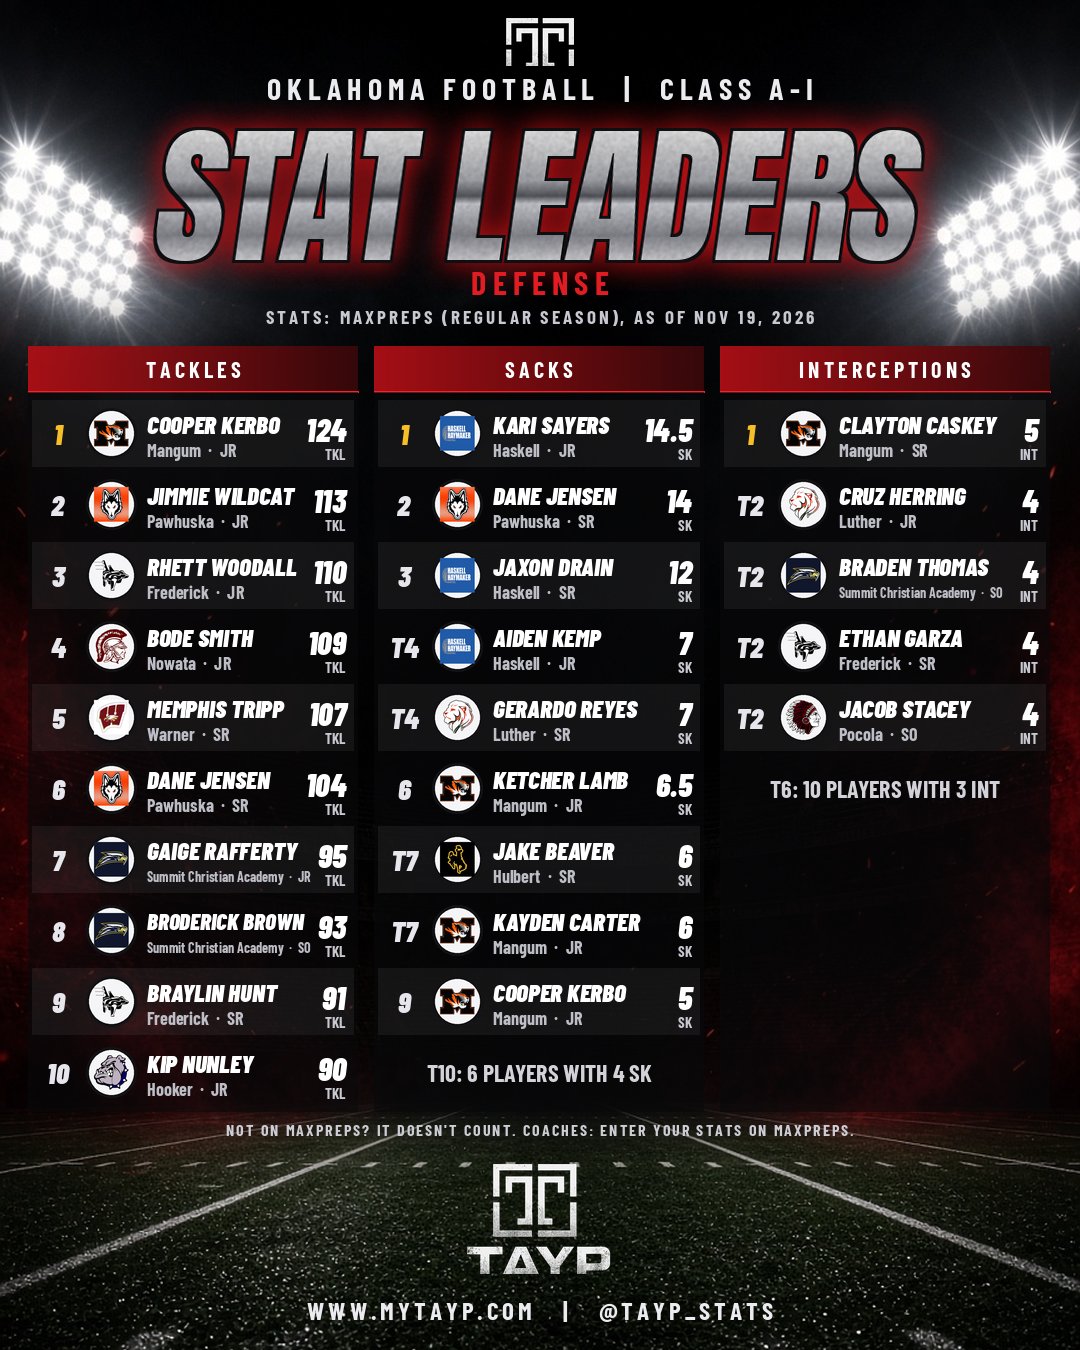 OKLAHOMA FOOTBALL | CLASS A-I
STAT LEADERS
DEFENSE
STATS: MAXPREPS (REGULAR SEASON), AS OF NOV 19, 2026
TACKLES
1 COOPER KERBO 124
Mangum · JR TKL
2 JIMMIE WILDCAT 113
Pawhuska · JR TKL
3 RHETT WOODALL 110
Frederick · JR TKL
4 BODE SMITH 109
Nowata · JR TKL
5 MEMPHIS TRIPP 107
Warner · SR TKL
6 DANE JENSEN 104
Pawhuska · SR TKL
7 GAIGE RAFFERTY 95
Summit Christian Academy · JR TKL
8 BRODERICK BROWN 93
Summit Christian Academy · SO TKL
9 BRAYLIN HUNT 91
Frederick · SR TKL
10 KIP NUNLEY 90
Hooker · JR TKL
SACKS
1 KARI SAYERS 14.5
HASKELL HAYMAKER
Haskell · JR SK
2 DANE JENSEN 14
Pawhuska · SR SK
3 JAXON DRAIN 12
HASKELL HAYMAKER
Haskell · SR SK
T4 AIDEN KEMP 7
HASKELL HAYMAKER
Haskell · JR SK
T4 GERARDO REYES 7
Luther · SR SK
6 KETCHER LAMB 6.5
Mangum · JR SK
T7 JAKE BEAVER 6
Hulbert · SR SK
T7 KAYDEN CARTER 6
Mangum · JR SK
9 COOPER KERBO 5
Mangum · JR SK
T10: 6 PLAYERS WITH 4 SK
INTERCEPTIONS
1 CLAYTON CASKEY 5
Mangum · SR INT
T2 CRUZ HERRING 4
Luther · JR INT
T2 BRADEN THOMAS 4
Summit Christian Academy · SO INT
T2 ETHAN GARZA 4
Frederick · SR INT
T2 JACOB STACEY 4
Pocola · SO INT
T6: 10 PLAYERS WITH 3 INT
NOT ON MAXPREPS? IT DOESN'T COUNT. COACHES: ENTER YOUR STATS ON MAXPREPS.
TAYP
WWW.MYTAYP.COM | @TAYP_STATS